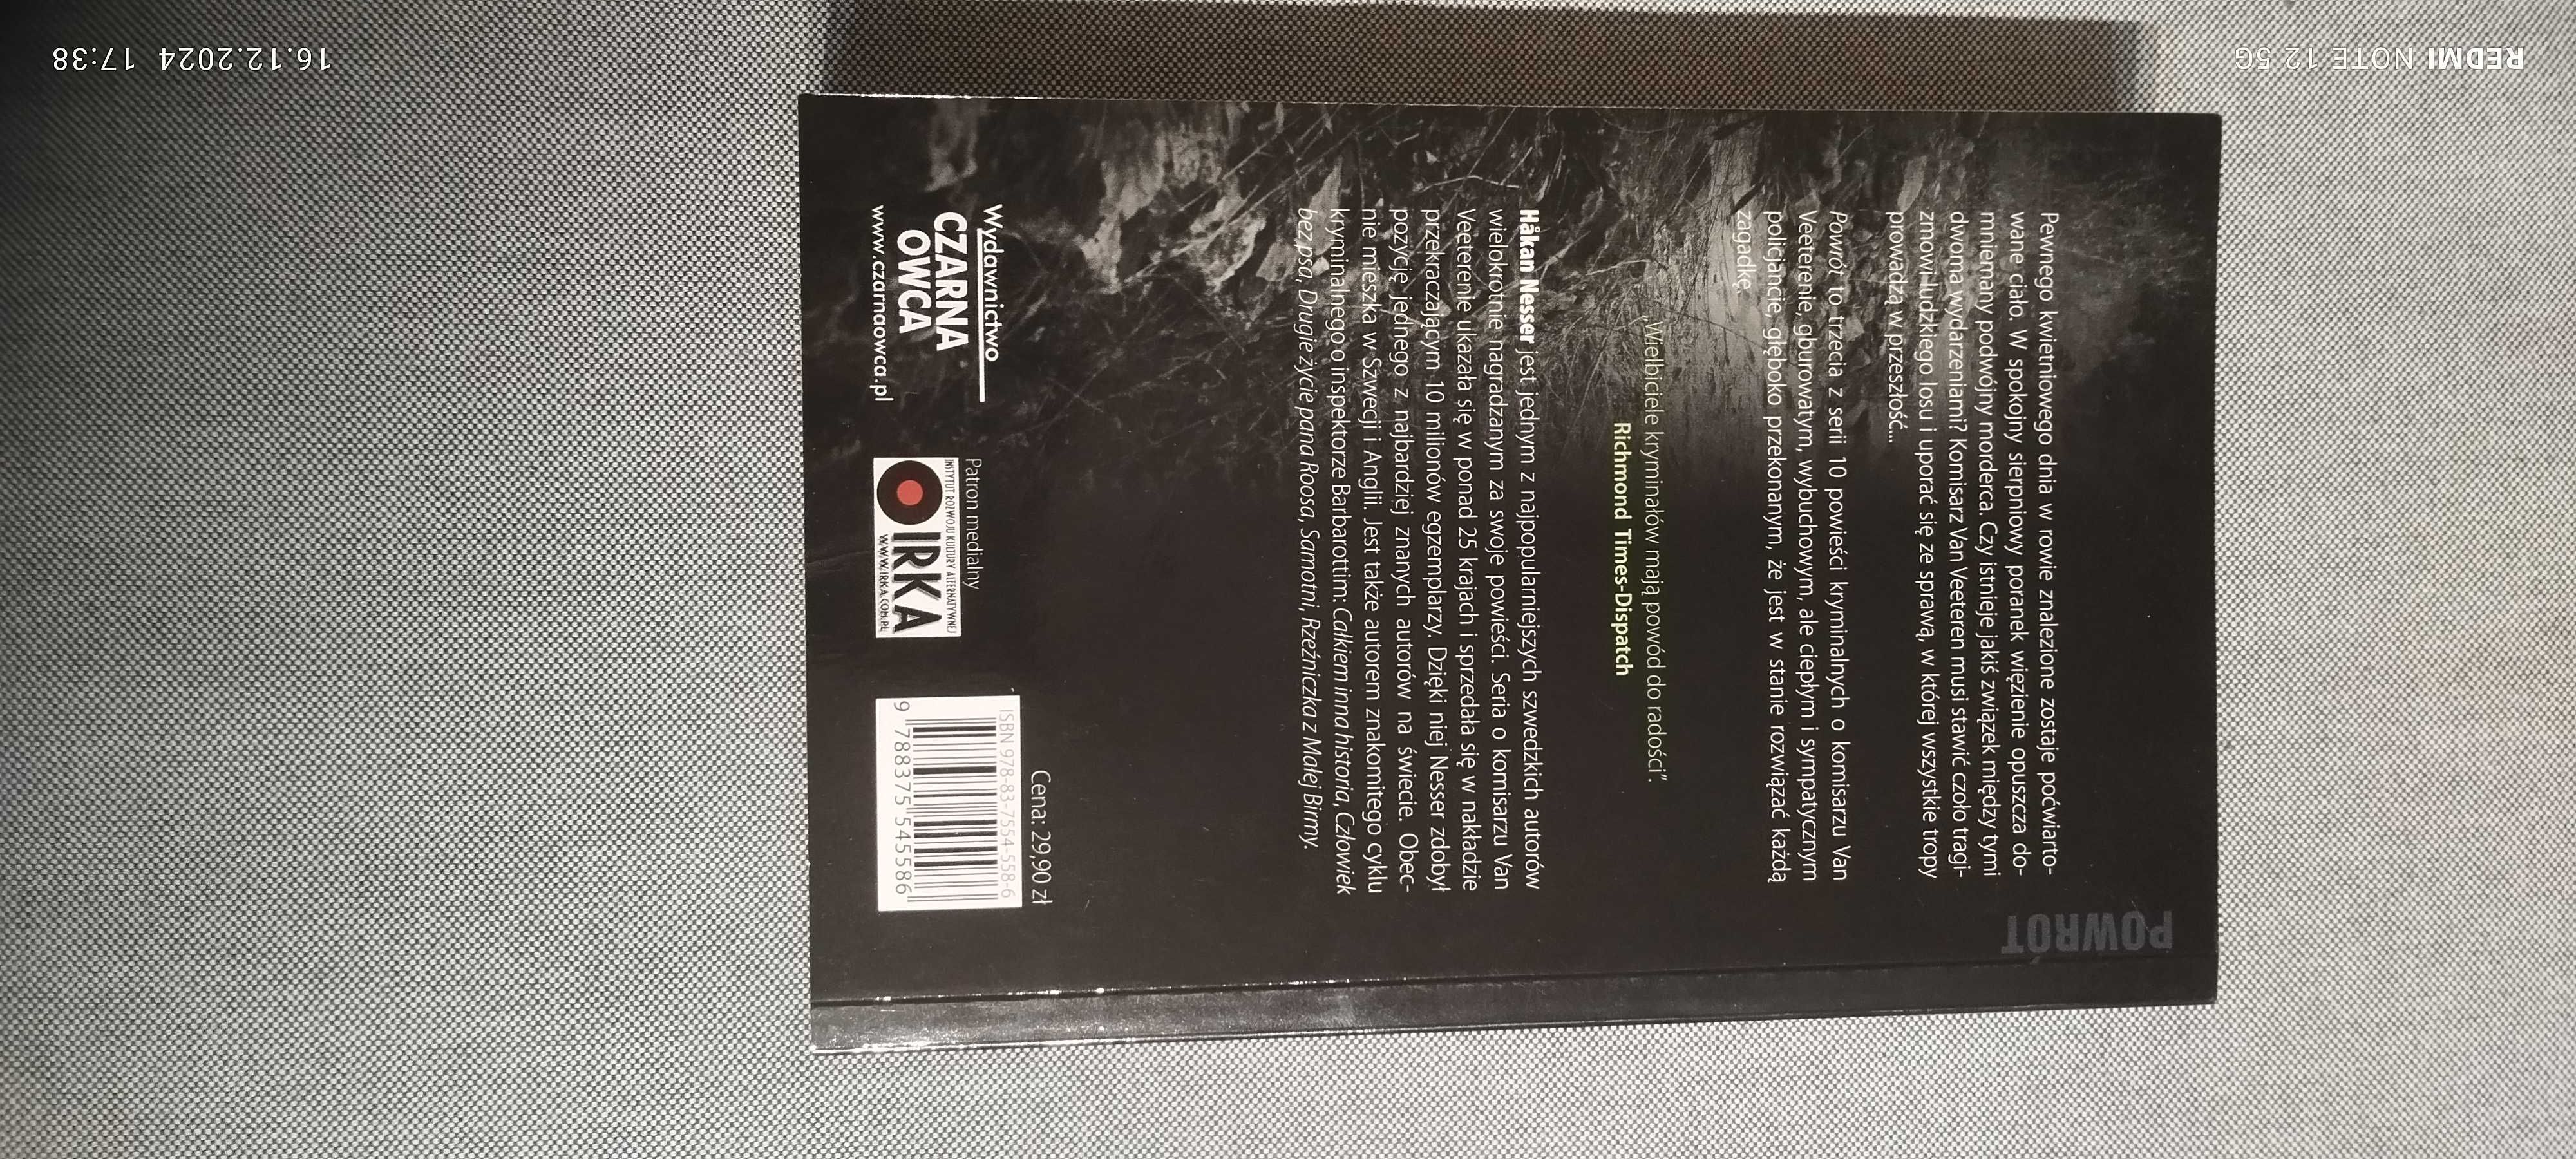 REDMI NOTE 12 5G
16.12.2024 17:38
POWRÓT
Pewnego kwietniowego dnia w rowie znalezione zostaje poćwiarto-
wane ciało. W spokojny sierpniowy poranek więzienie opuszcza do-
mniemany podwójny morderca. Czy istnieje jakiś związek między tymi
dwoma wydarzeniami? Komisarz Van Veeteren musi stawić czoło tragi-
zmowi ludzkiego losu i uporać się ze sprawą, w której wszystkie tropy
prowadzą w przeszłość...
Powrót to trzecia z serii 10 powieści kryminalnych o komisarzu Van
Veeterenie, gburowatym, wybuchowym, ale ciepłym i sympatycznym
policjancie, głęboko przekonanym, że jest w stanie rozwiązać każdą
zagadkę.
„Wielbiciele kryminałów mają powód do radości”.
Richmond Times-Dispatch
Håkan Nesser jest jednym z najpopularniejszych szwedzkich autorów
wielokrotnie nagradzanym za swoje powieści. Seria o komisarzu Van
Veeterenie ukazała się w ponad 25 krajach i sprzedała się w nakładzie
przekraczającym 10 milionów egzemplarzy. Dzięki niej Nesser zdobył
pozycję jednego z najbardziej znanych autorów na świecie. Obec-
nie mieszka w Szwecji i Anglii. Jest także autorem znakomitego cyklu
kryminalnego o inspektorze Barbarottim: Całkiem inna historia, Człowiek
bez psa, Drugie życie pana Roosa, Samotni, Rzeźniczka z Małej Birmy.
Wydawnictwo
CZARNA
OWCA
www.czarnaowca.pl
Patron medialny
INSTYTUT ROZWOJU KULTURY ALTERNATYWNEJ
IRKA
WWW.IRKA.COM.PL
Cena: 29,90 zł
ISBN 978-83-7554-558-6
9 788375 545586